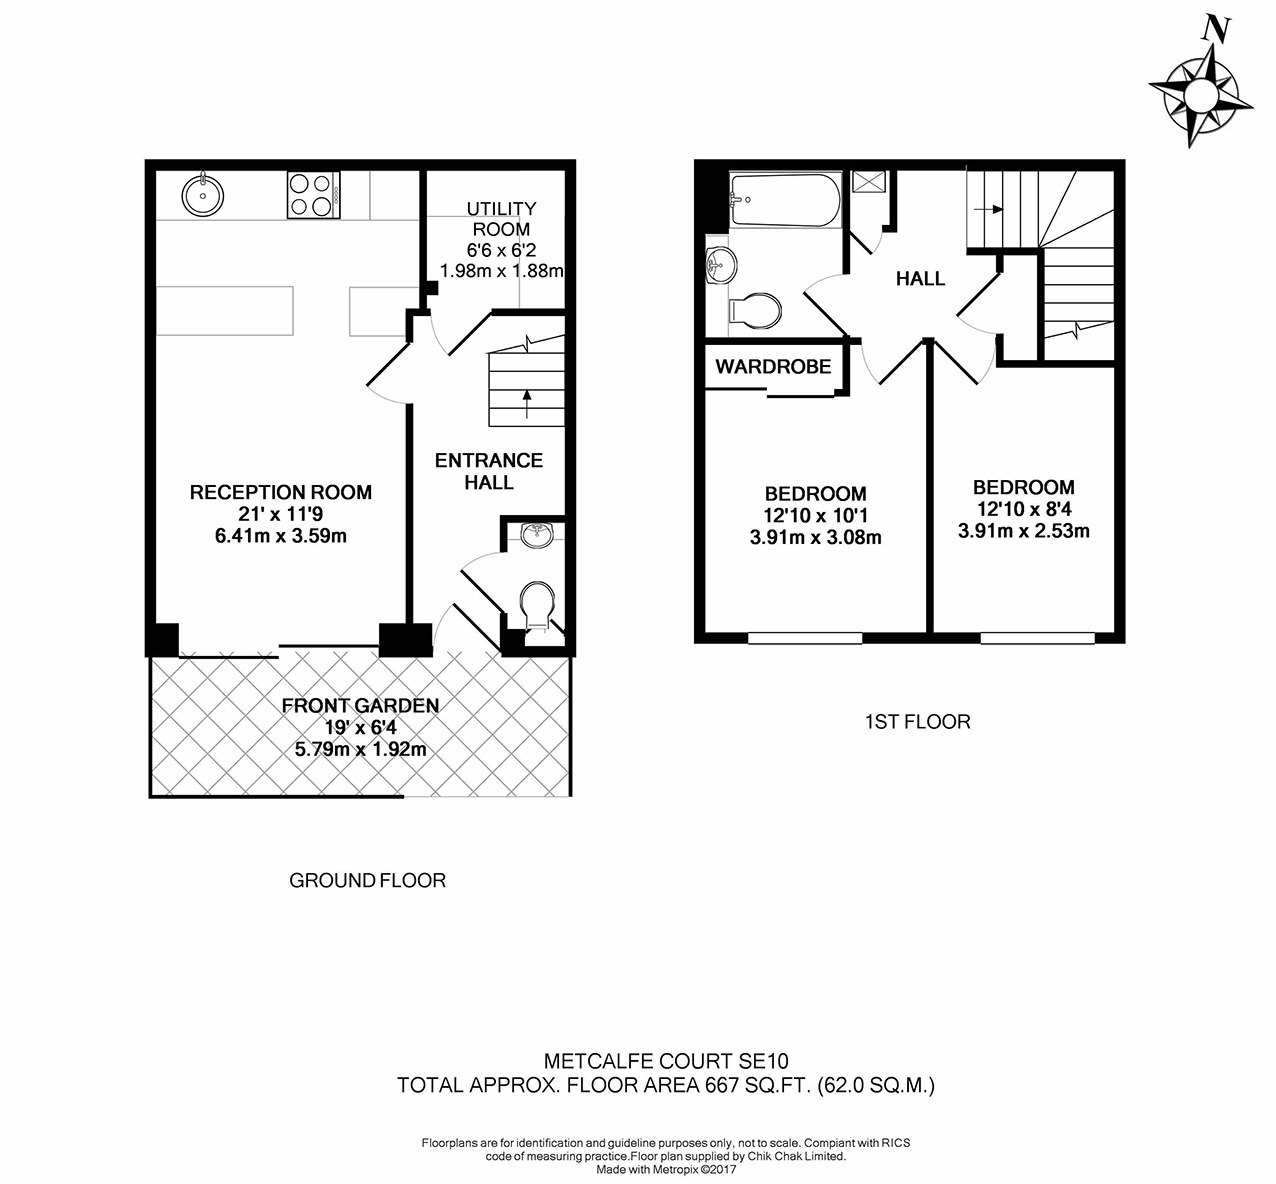 N
UTILITY
ROOM
6'6 x 6'2
1.98m x 1.88m
ENTRANCE
HALL
RECEPTION ROOM
21' x 11'9
6.41m x 3.59m
FRONT GARDEN
19' x 6'4
5.79m x 1.92m
GROUND FLOOR
HALL
WARDROBE
BEDROOM
12'10 x 10'1
3.91m x 3.08m
BEDROOM
12'10 x 8'4
3.91m x 2.53m
1ST FLOOR
METCALFE COURT SE10
TOTAL APPROX. FLOOR AREA 667 SQ.FT. (62.0 SQ.M.)
Floorplans are for identification and guideline purposes only, not to scale. Compiant with RICS
code of measuring practice.Floor plan supplied by Chik Chak Limited.
Made with Metropix ©2017